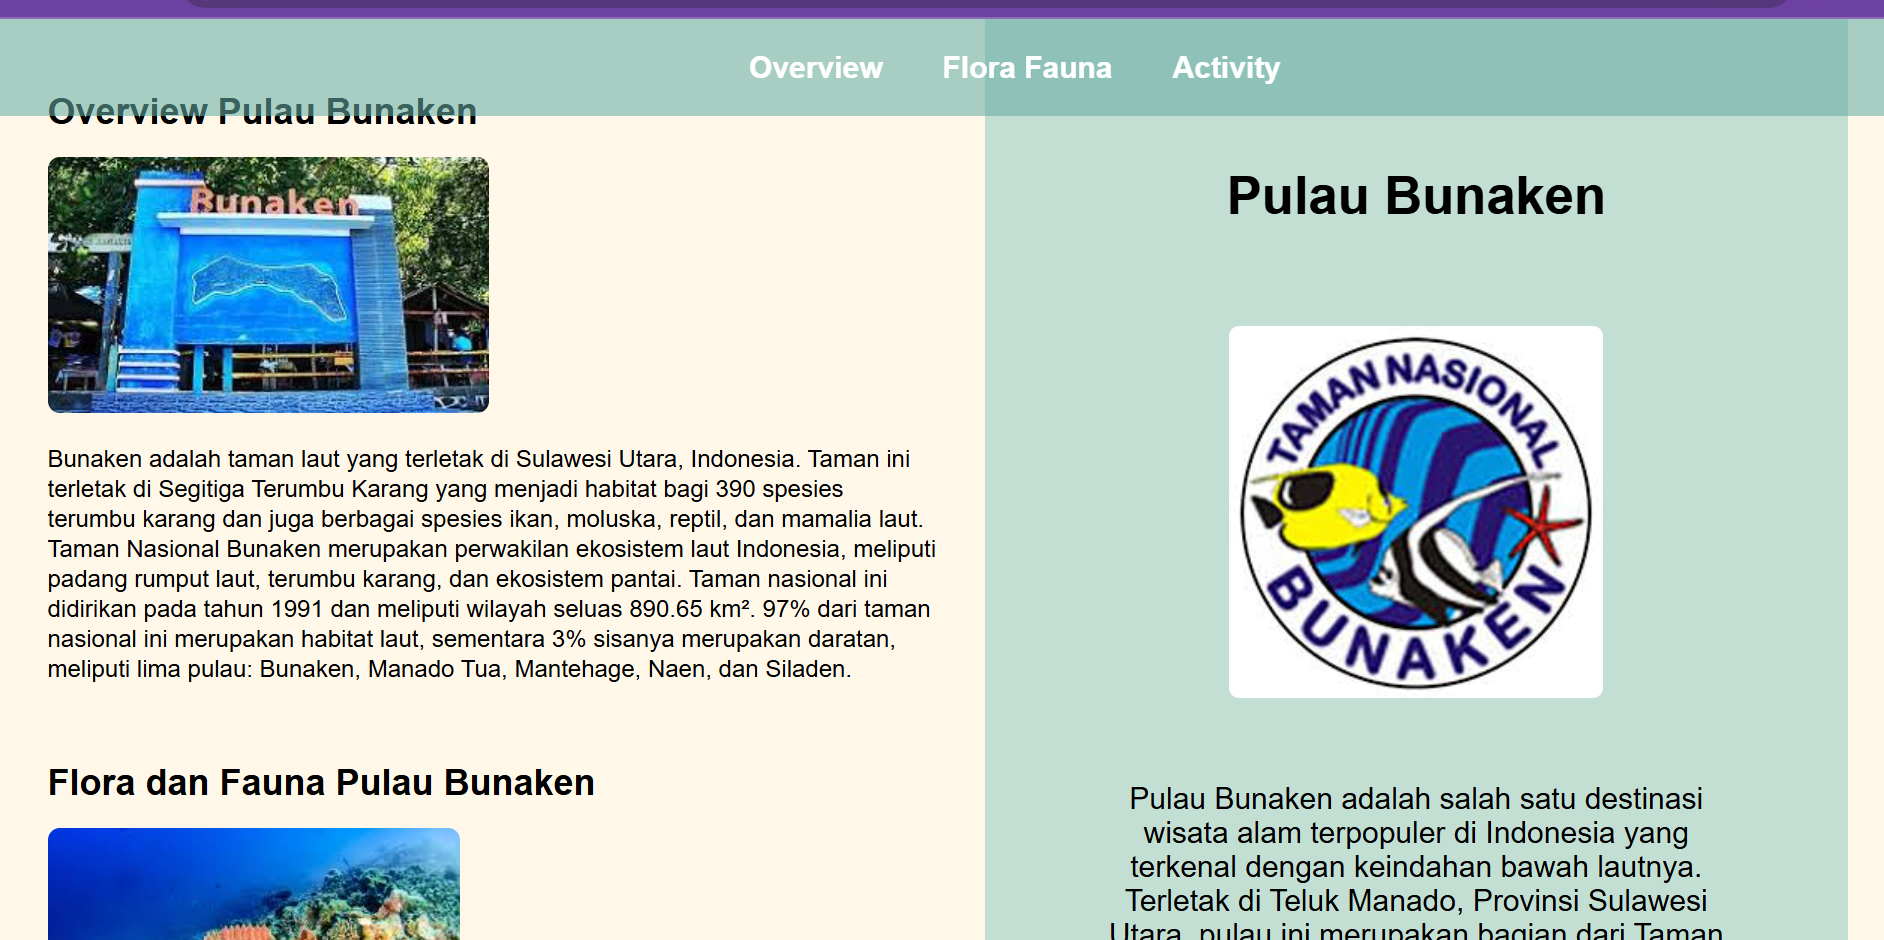 Overview Flora Fauna Activity
Overview Pulau Bunaken
Bunaken
Bunaken adalah taman laut yang terletak di Sulawesi Utara, Indonesia. Taman ini
terletak di Segitiga Terumbu Karang yang menjadi habitat bagi 390 spesies
terumbu karang dan juga berbagai spesies ikan, moluska, reptil, dan mamalia laut.
Taman Nasional Bunaken merupakan perwakilan ekosistem laut Indonesia, meliputi
padang rumput laut, terumbu karang, dan ekosistem pantai. Taman nasional ini
didirikan pada tahun 1991 dan meliputi wilayah seluas 890.65 km². 97% dari taman
nasional ini merupakan habitat laut, sementara 3% sisanya merupakan daratan,
meliputi lima pulau: Bunaken, Manado Tua, Mantehage, Naen, dan Siladen.
Flora dan Fauna Pulau Bunaken
Pulau Bunaken
TAMAN NASIONAL
BUNAKEN
Pulau Bunaken adalah salah satu destinasi
wisata alam terpopuler di Indonesia yang
terkenal dengan keindahan bawah lautnya.
Terletak di Teluk Manado, Provinsi Sulawesi
Utara, pulau ini merupakan bagian dari Taman